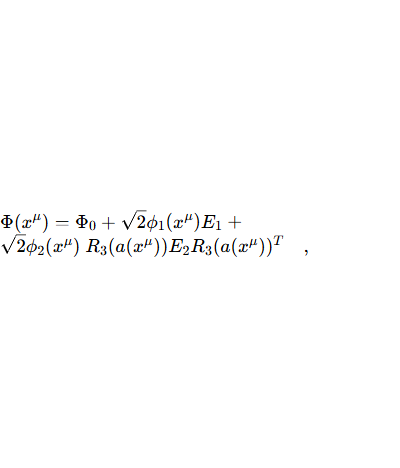 Φ(x^μ) = Φ_0 + √2ϕ_1(x^μ)E_1 +
√2ϕ_2(x^μ) R_3(a(x^μ))E_2R_3(a(x^μ))^T ,